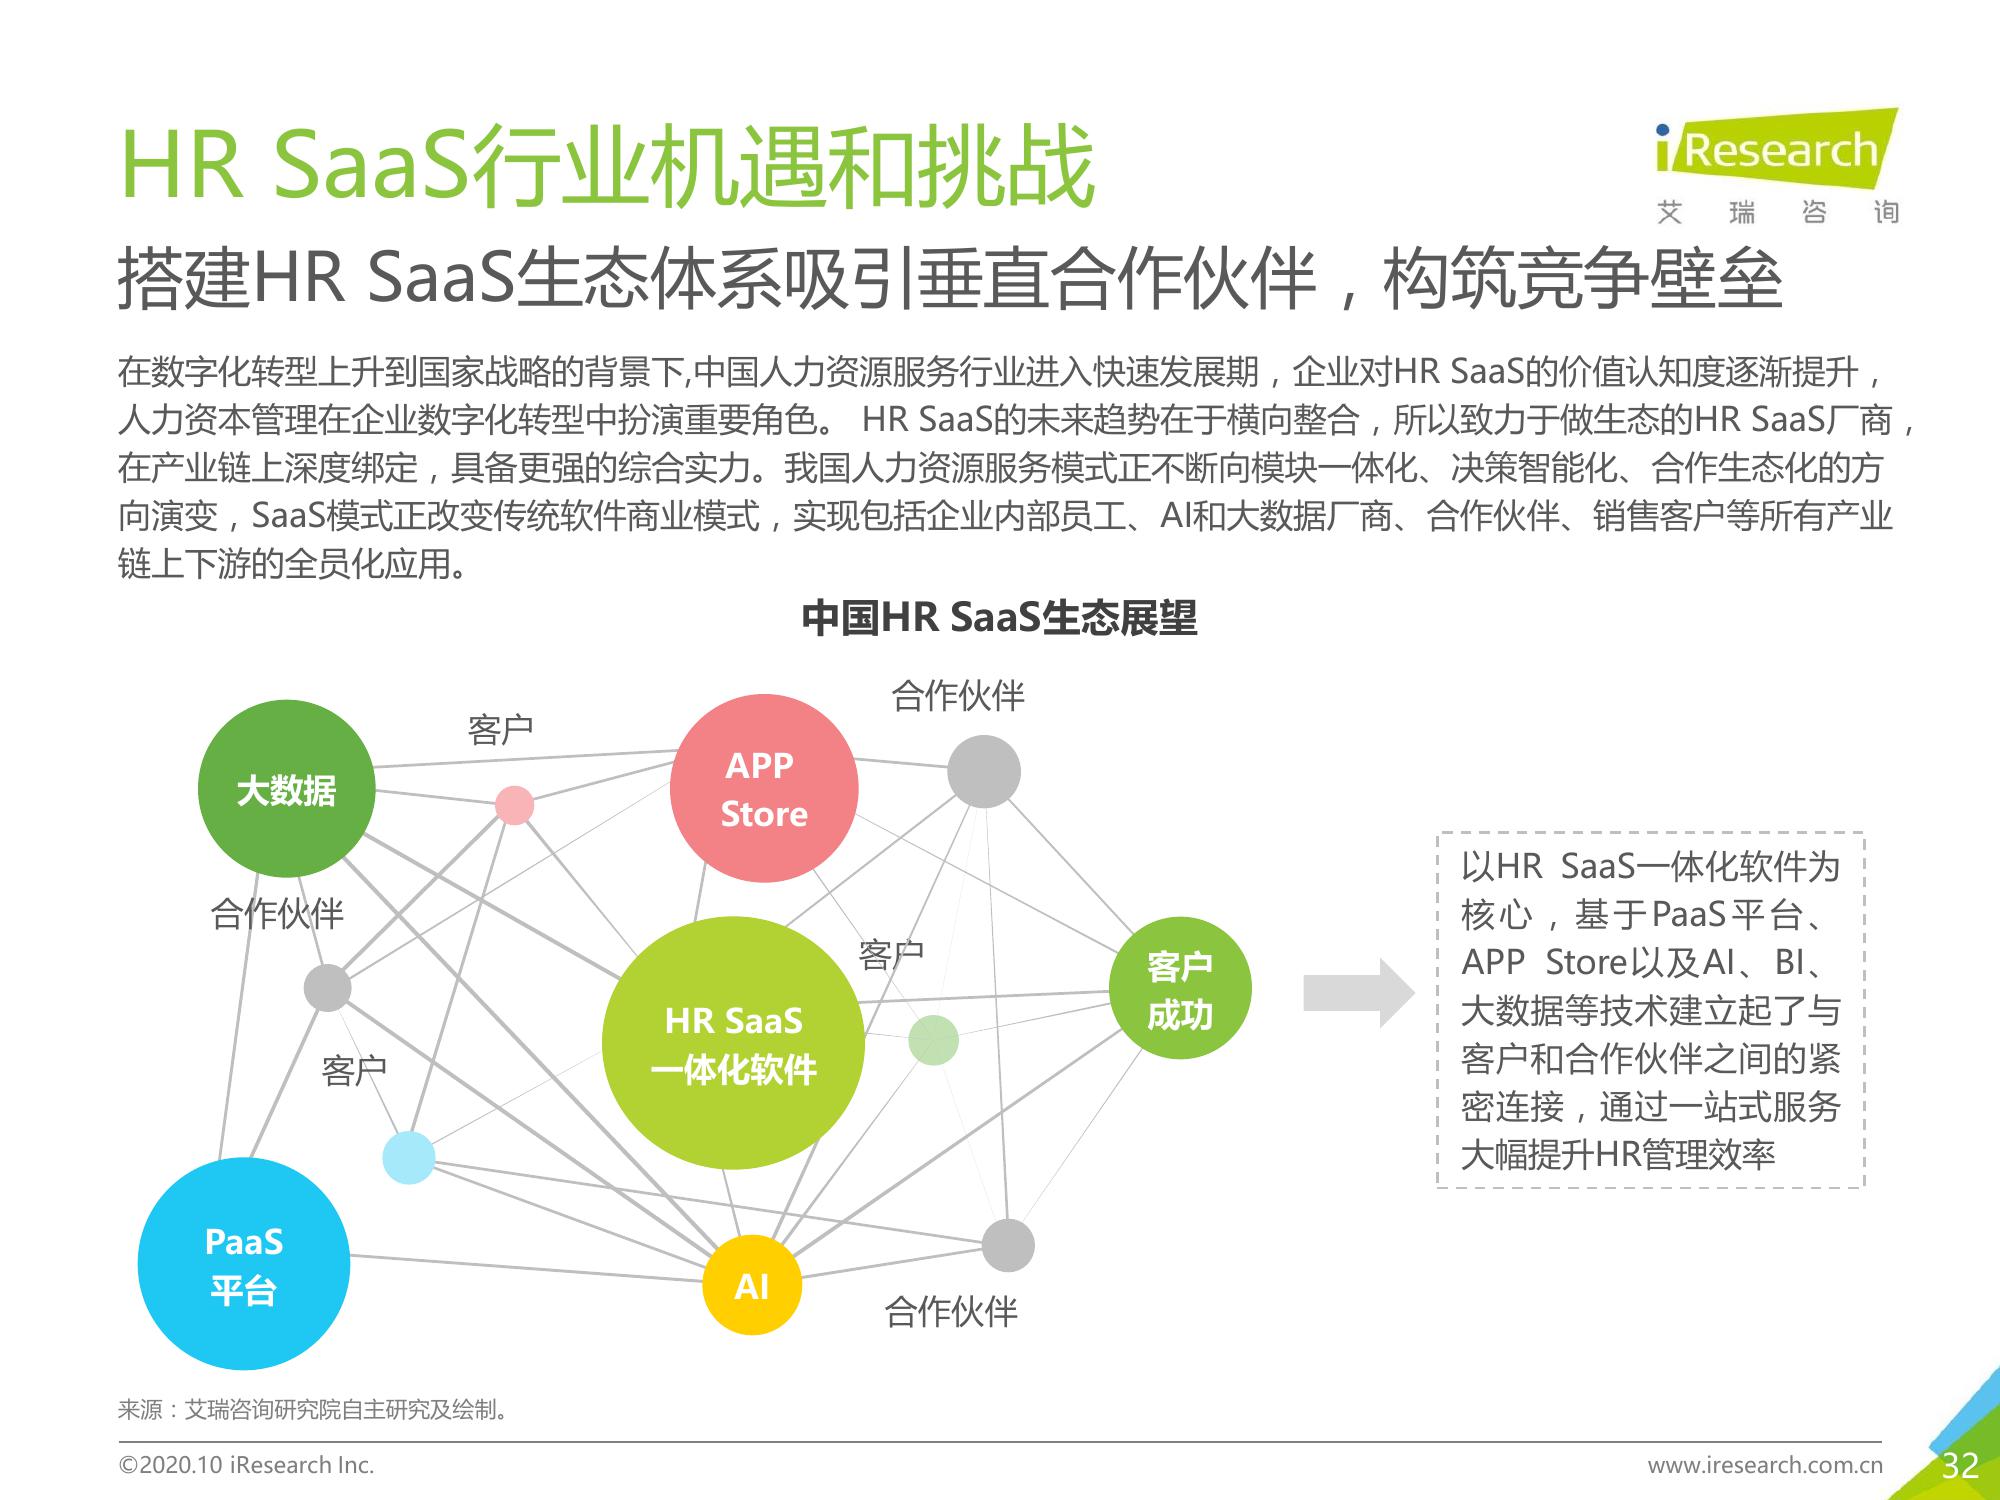 HR SaaS行业机遇和挑战
iResearch
艾瑞咨询
搭建HR SaaS生态体系吸引垂直合作伙伴，构筑竞争壁垒
在数字化转型上升到国家战略的背景下,中国人力资源服务行业进入快速发展期，企业对HR SaaS的价值认知度逐渐提升，
人力资本管理在企业数字化转型中扮演重要角色。 HR SaaS的未来趋势在于横向整合，所以致力于做生态的HR SaaS厂商，
在产业链上深度绑定，具备更强的综合实力。我国人力资源服务模式正不断向模块一体化、决策智能化、合作生态化的方
向演变，SaaS模式正改变传统软件商业模式，实现包括企业内部员工、AI和大数据厂商、合作伙伴、销售客户等所有产业
链上下游的全员化应用。
中国HR SaaS生态展望
合作伙伴
客户
大数据
APP
Store
合作伙伴
客户
客户
成功
HR SaaS
一体化软件
客户
PaaS
平台
AI
合作伙伴
以HR SaaS一体化软件为
核心，基于PaaS平台、
APP Store以及AI、BI、
大数据等技术建立起了与
客户和合作伙伴之间的紧
密连接，通过一站式服务
大幅提升HR管理效率
来源：艾瑞咨询研究院自主研究及绘制。
©2020.10 iResearch Inc.
www.iresearch.com.cn
32